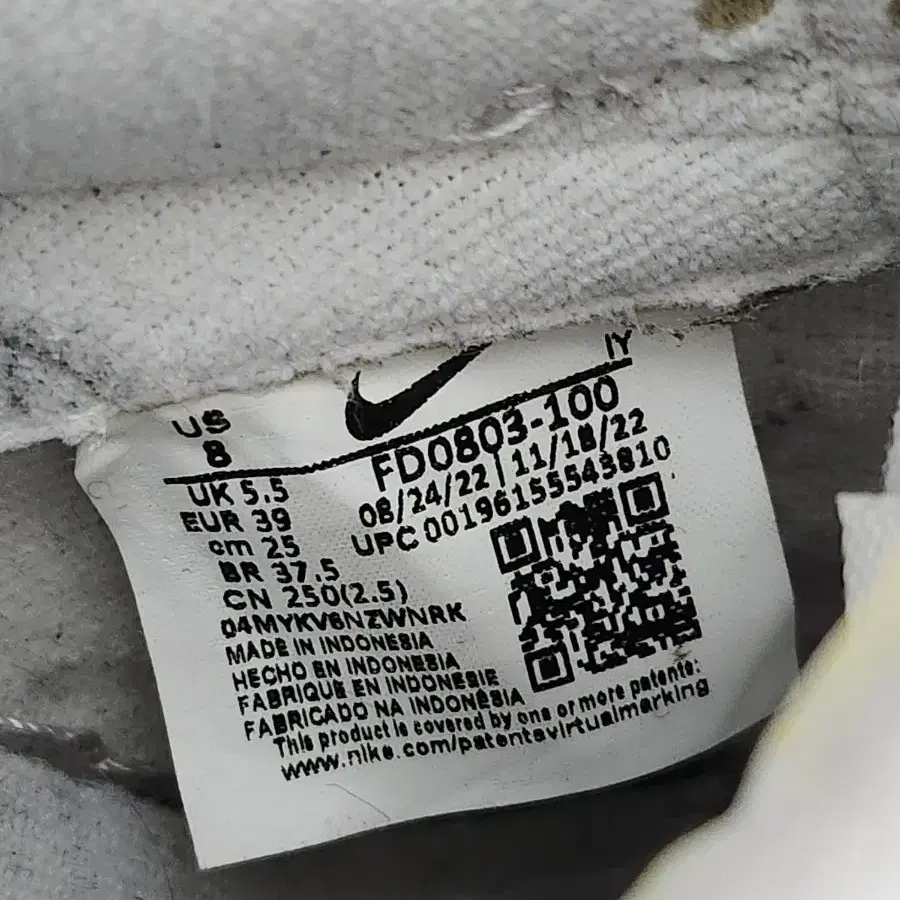 IY
US
8
FD0803-100
08/24/22 | 11/18/22
UPC 00196155543810
UK 5.5
EUR 39
cm 25
BR 37.5
CN 250(2.5)
04MYKV6NZWNRK
MADE IN INDONESIA
HECHO EN INDONESIA
FABRIQUÉ EN INDONESIE
FABRICADO NA INDONÉSIA
This product is covered by one or more patents:
www.nike.com/patentsvirtualmarking